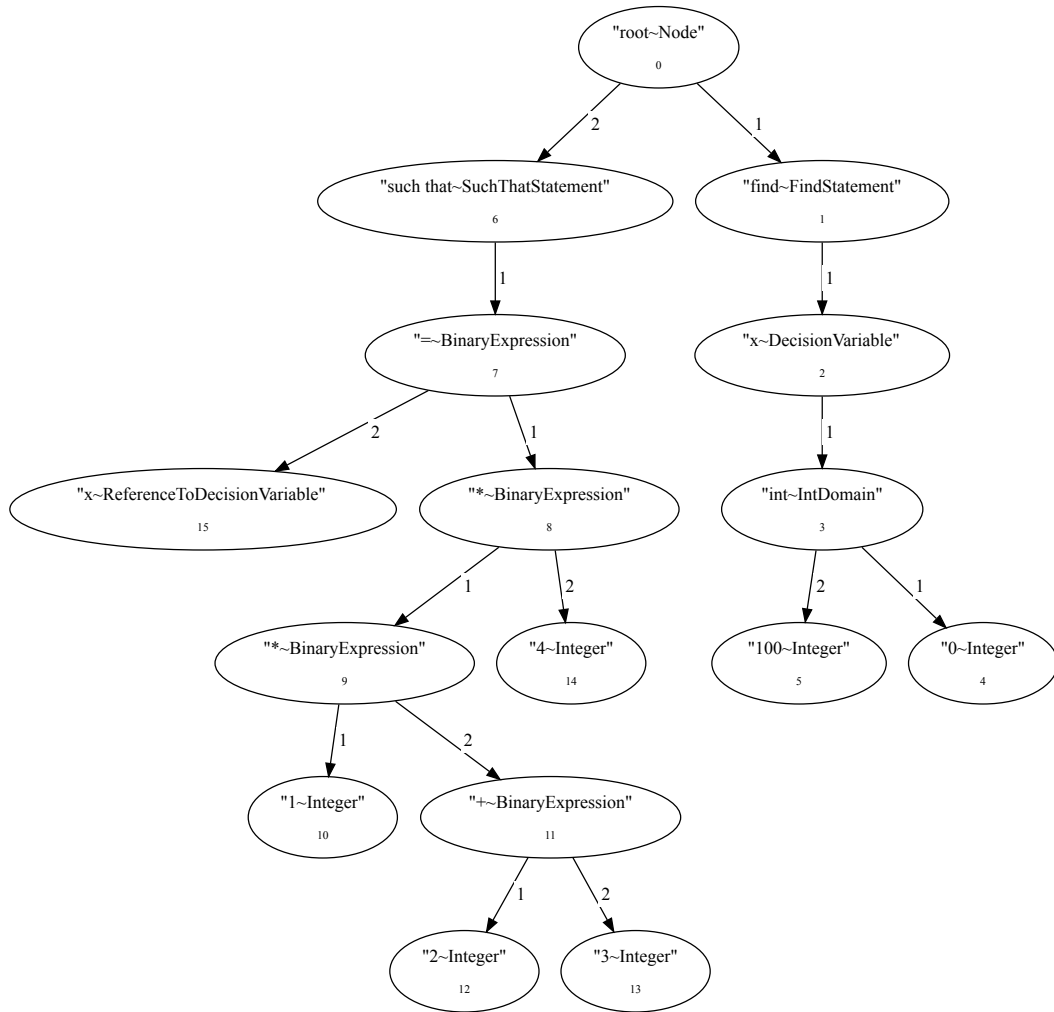 "root~Node"
0
2
1
"such that~SuchThatStatement"
6
"find~FindStatement"
1
1
1
"=~BinaryExpression"
7
"x~DecisionVariable"
2
2
1
1
"x~ReferenceToDecisionVariable"
15
"*~BinaryExpression"
8
"int~IntDomain"
3
1
2
2
1
"*~BinaryExpression"
9
"4~Integer"
14
"100~Integer"
5
"0~Integer"
4
1
2
"1~Integer"
10
"+~BinaryExpression"
11
1
2
"2~Integer"
12
"3~Integer"
13